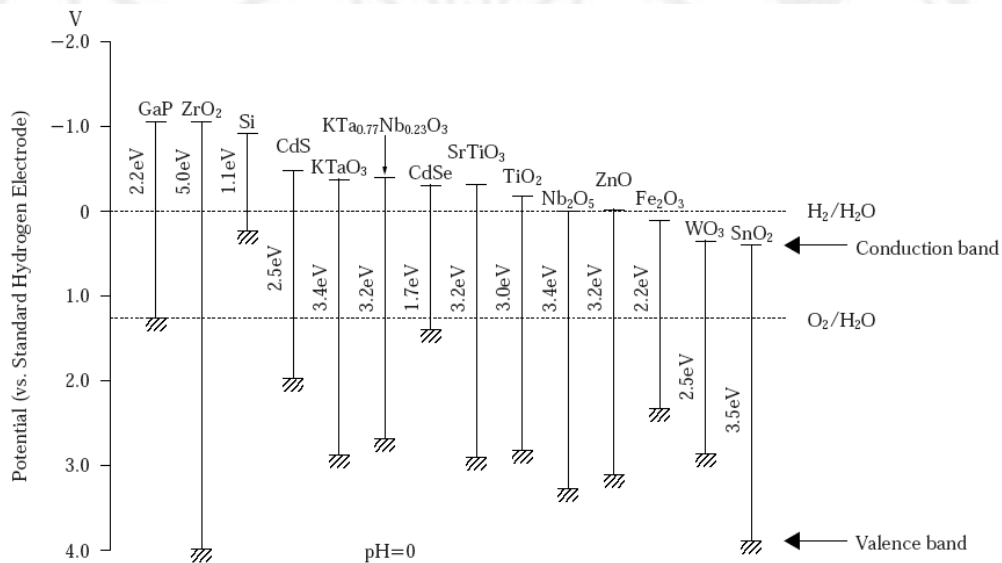 V
−2.0
−1.0
0
1.0
2.0
3.0
4.0
Potential (vs. Standard Hydrogen Electrode)
GaP
ZrO₂
Si
CdS
KTaO₃
KTa₀.₇₇Nb₀.₂₃O₃
CdSe
SrTiO₃
TiO₂
Nb₂O₅
ZnO
Fe₂O₃
WO₃
SnO₂
2.2eV
5.0eV
1.1eV
2.5eV
3.4eV
3.2eV
1.7eV
3.2eV
3.0eV
3.4eV
3.2eV
2.2eV
2.5eV
3.5eV
H₂/H₂O
Conduction band
O₂/H₂O
Valence band
pH=0